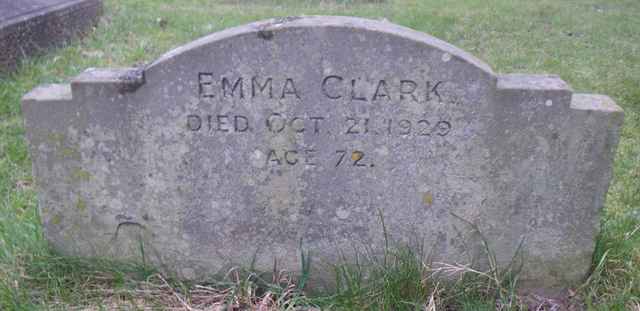 EMMA CLARK
DIED OCT. 21. 1929
AGE 72.